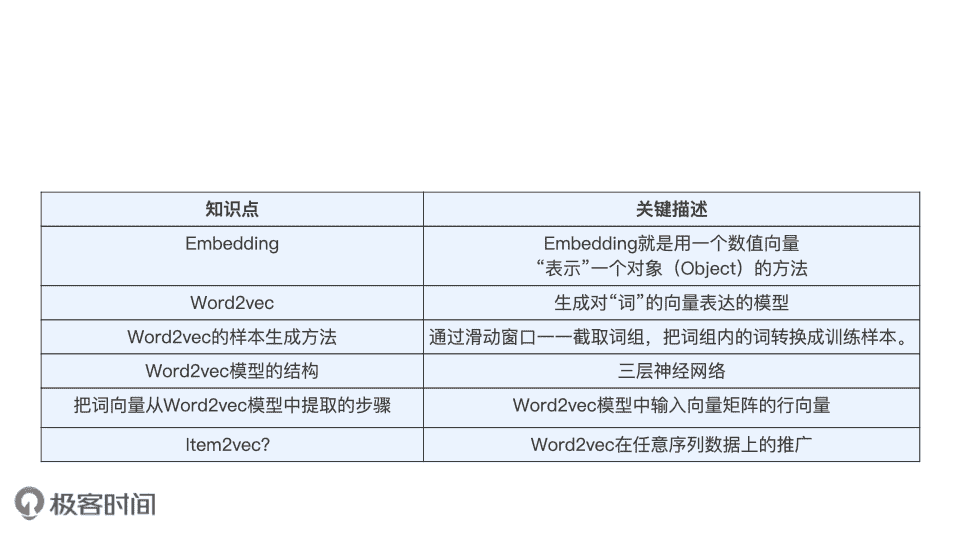 知识点
关键描述
Embedding
Embedding就是用一个数值向量
“表示”一个对象（Object）的方法
Word2vec
生成对“词”的向量表达的模型
Word2vec的样本生成方法
通过滑动窗口一一截取词组，把词组内的词转换成训练样本。
Word2vec模型的结构
三层神经网络
把词向量从Word2vec模型中提取的步骤
Word2vec模型中输入向量矩阵的行向量
Item2vec?
Word2vec在任意序列数据上的推广
极客时间